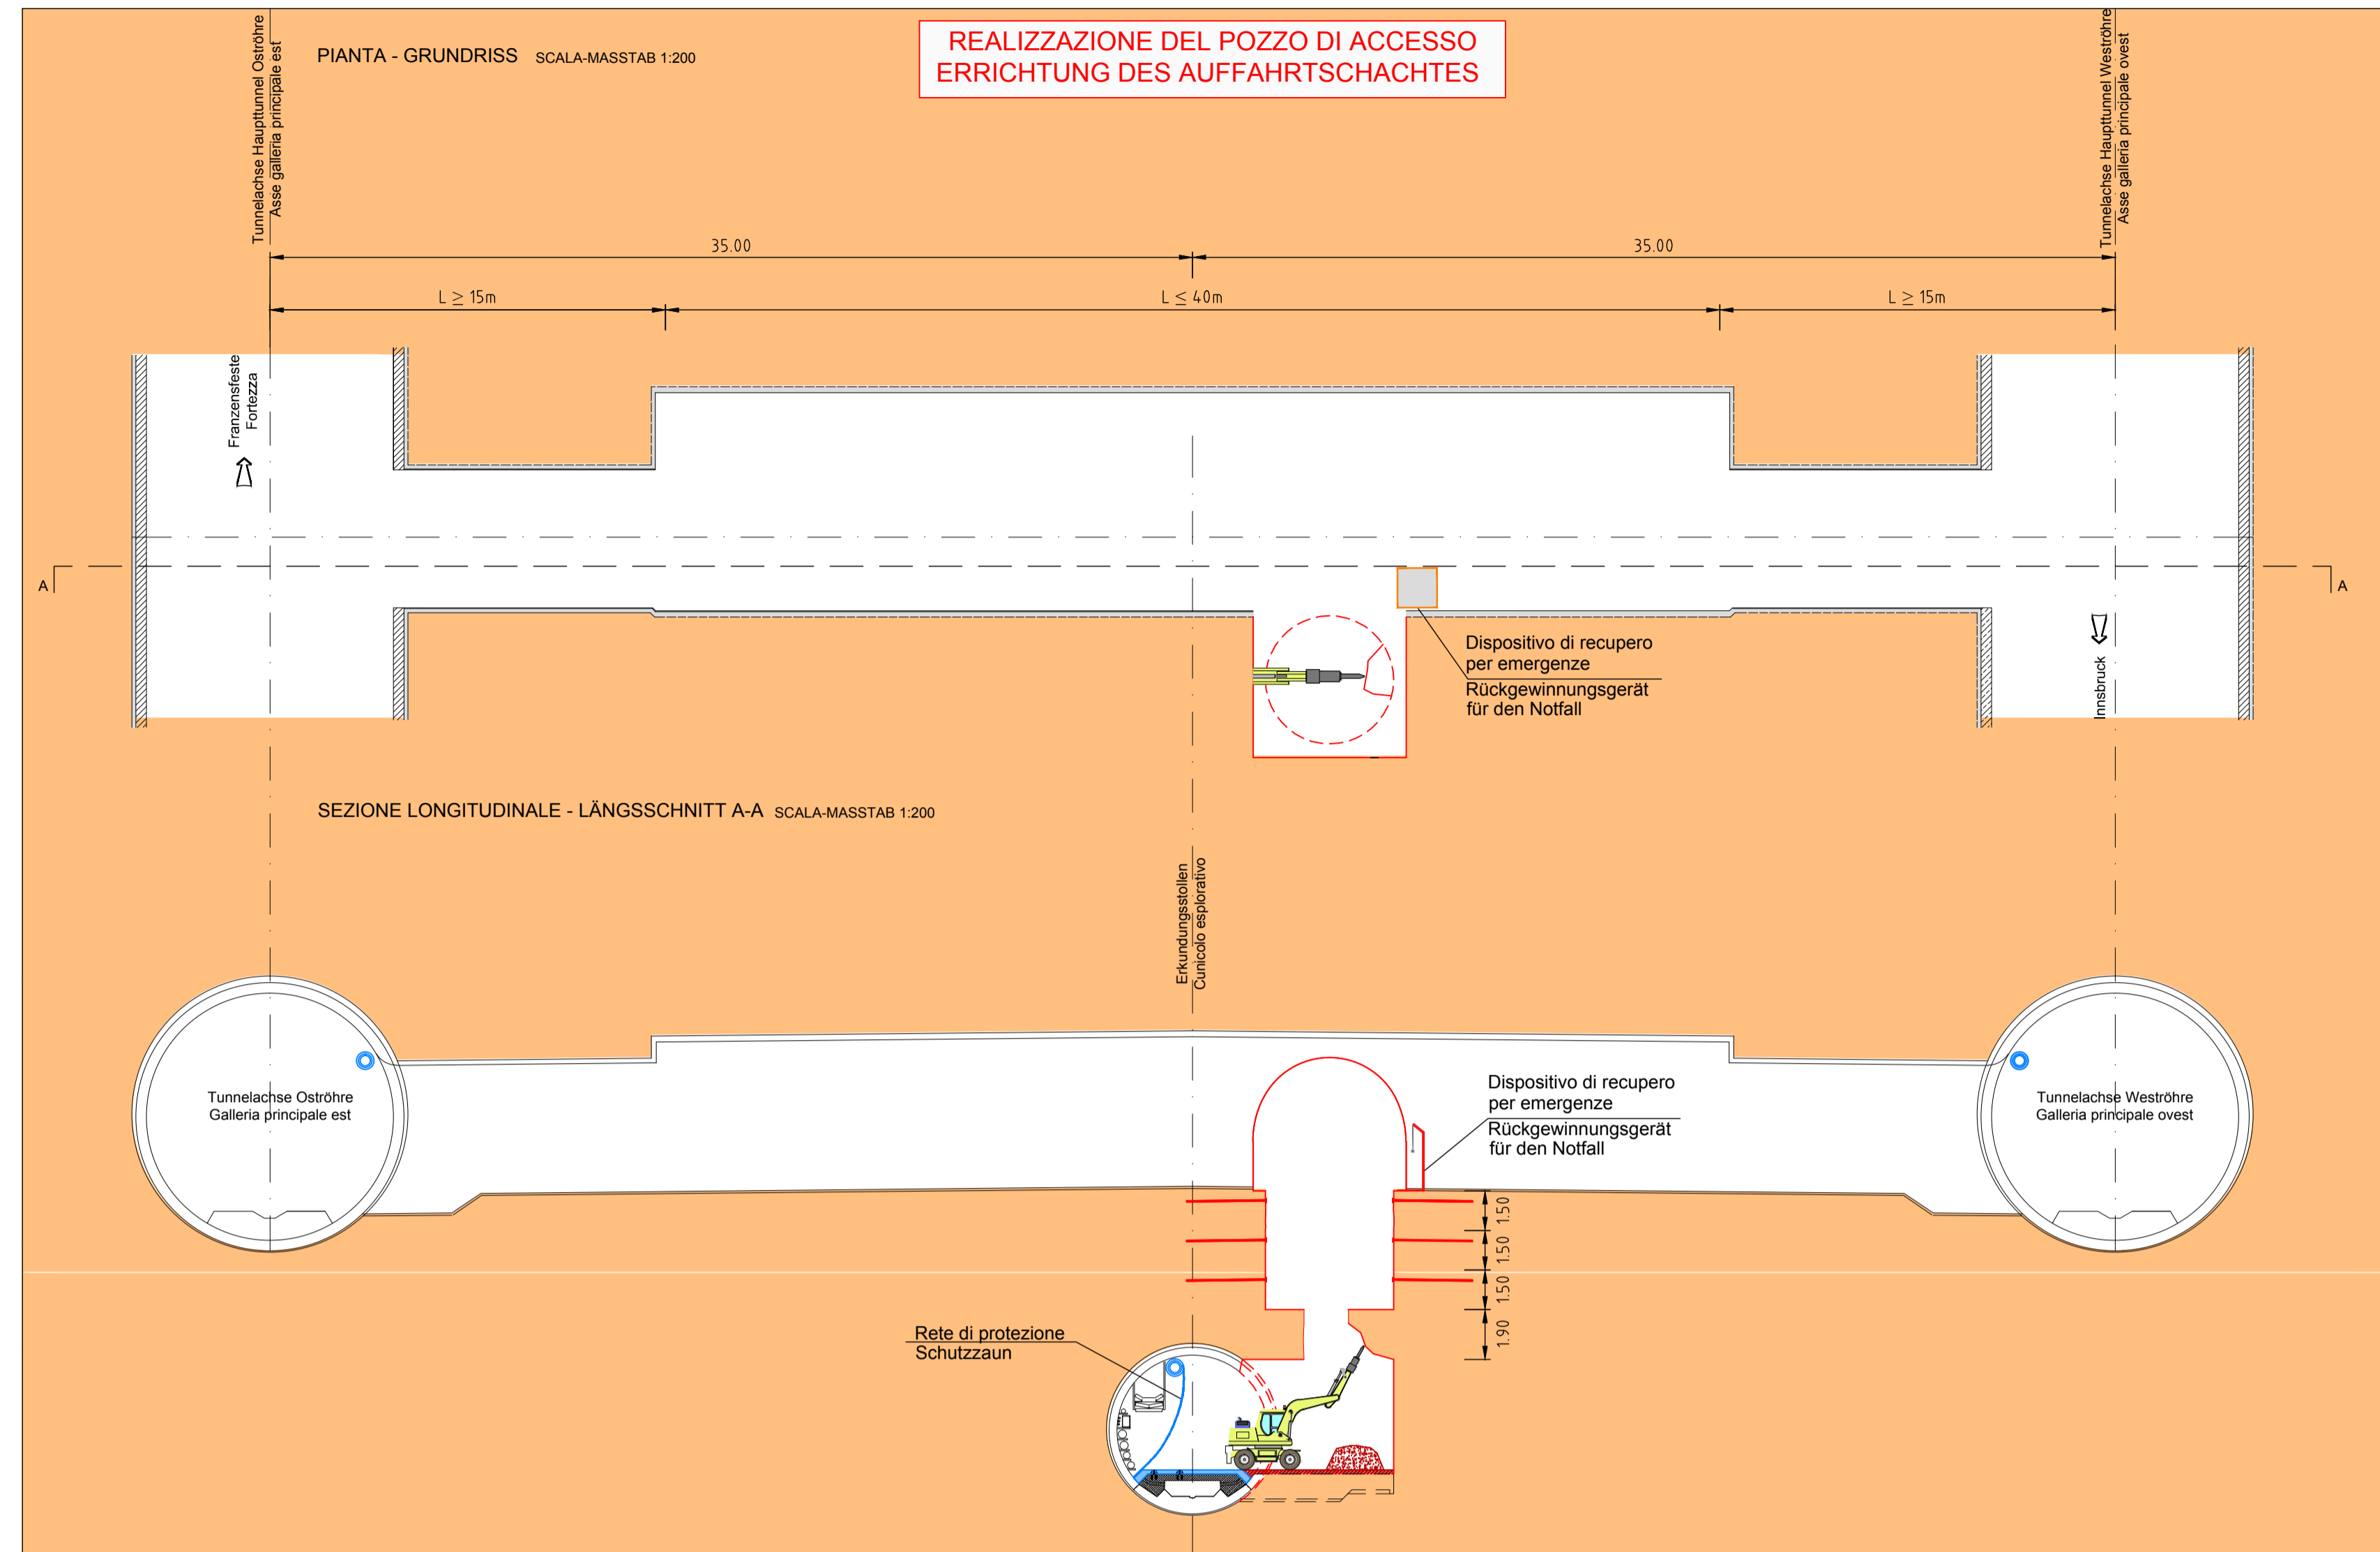 REALIZZAZIONE DEL POZZO DI ACCESSO
ERRICHTUNG DES AUFFAHRTSCHACHTES
PIANTA - GRUNDRISS SCALA-MASSTAB 1:200
Tunnelachse Haupttunnel Oströhre
Asse galleria principale est
Tunnelachse Haupttunnel Weströhre
Asse galleria principale ovest
35.00
35.00
L ≥ 15m
L ≤ 40m
L ≥ 15m
Franzensfeste
Fortezza
A
A
Dispositivo di recupero
per emergenze
Rückgewinnungsgerät
für den Notfall
Innsbruck
SEZIONE LONGITUDINALE - LÄNGSSCHNITT A-A SCALA-MASSTAB 1:200
Erkundungsstollen
Cunicolo esplorativo
Tunnelachse Oströhre
Galleria principale est
Dispositivo di recupero
per emergenze
Rückgewinnungsgerät
für den Notfall
Tunnelachse Weströhre
Galleria principale ovest
1.50
1.50
1.50
1.90
Rete di protezione
Schutzzaun